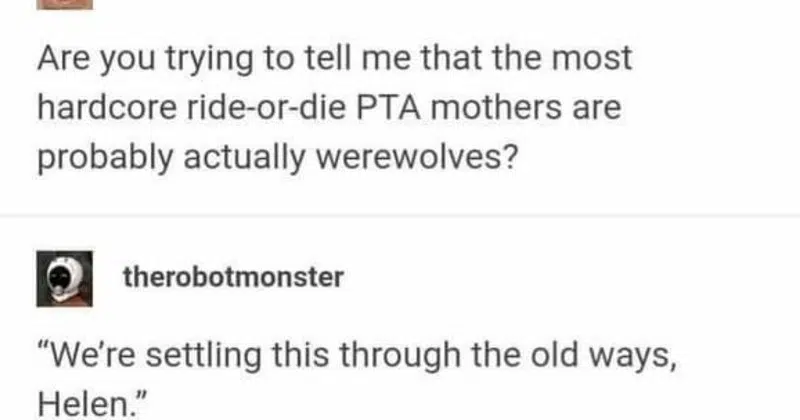 Are you trying to tell me that the most
hardcore ride-or-die PTA mothers are
probably actually werewolves?
therobotmonster
“We’re settling this through the old ways,
Helen.”